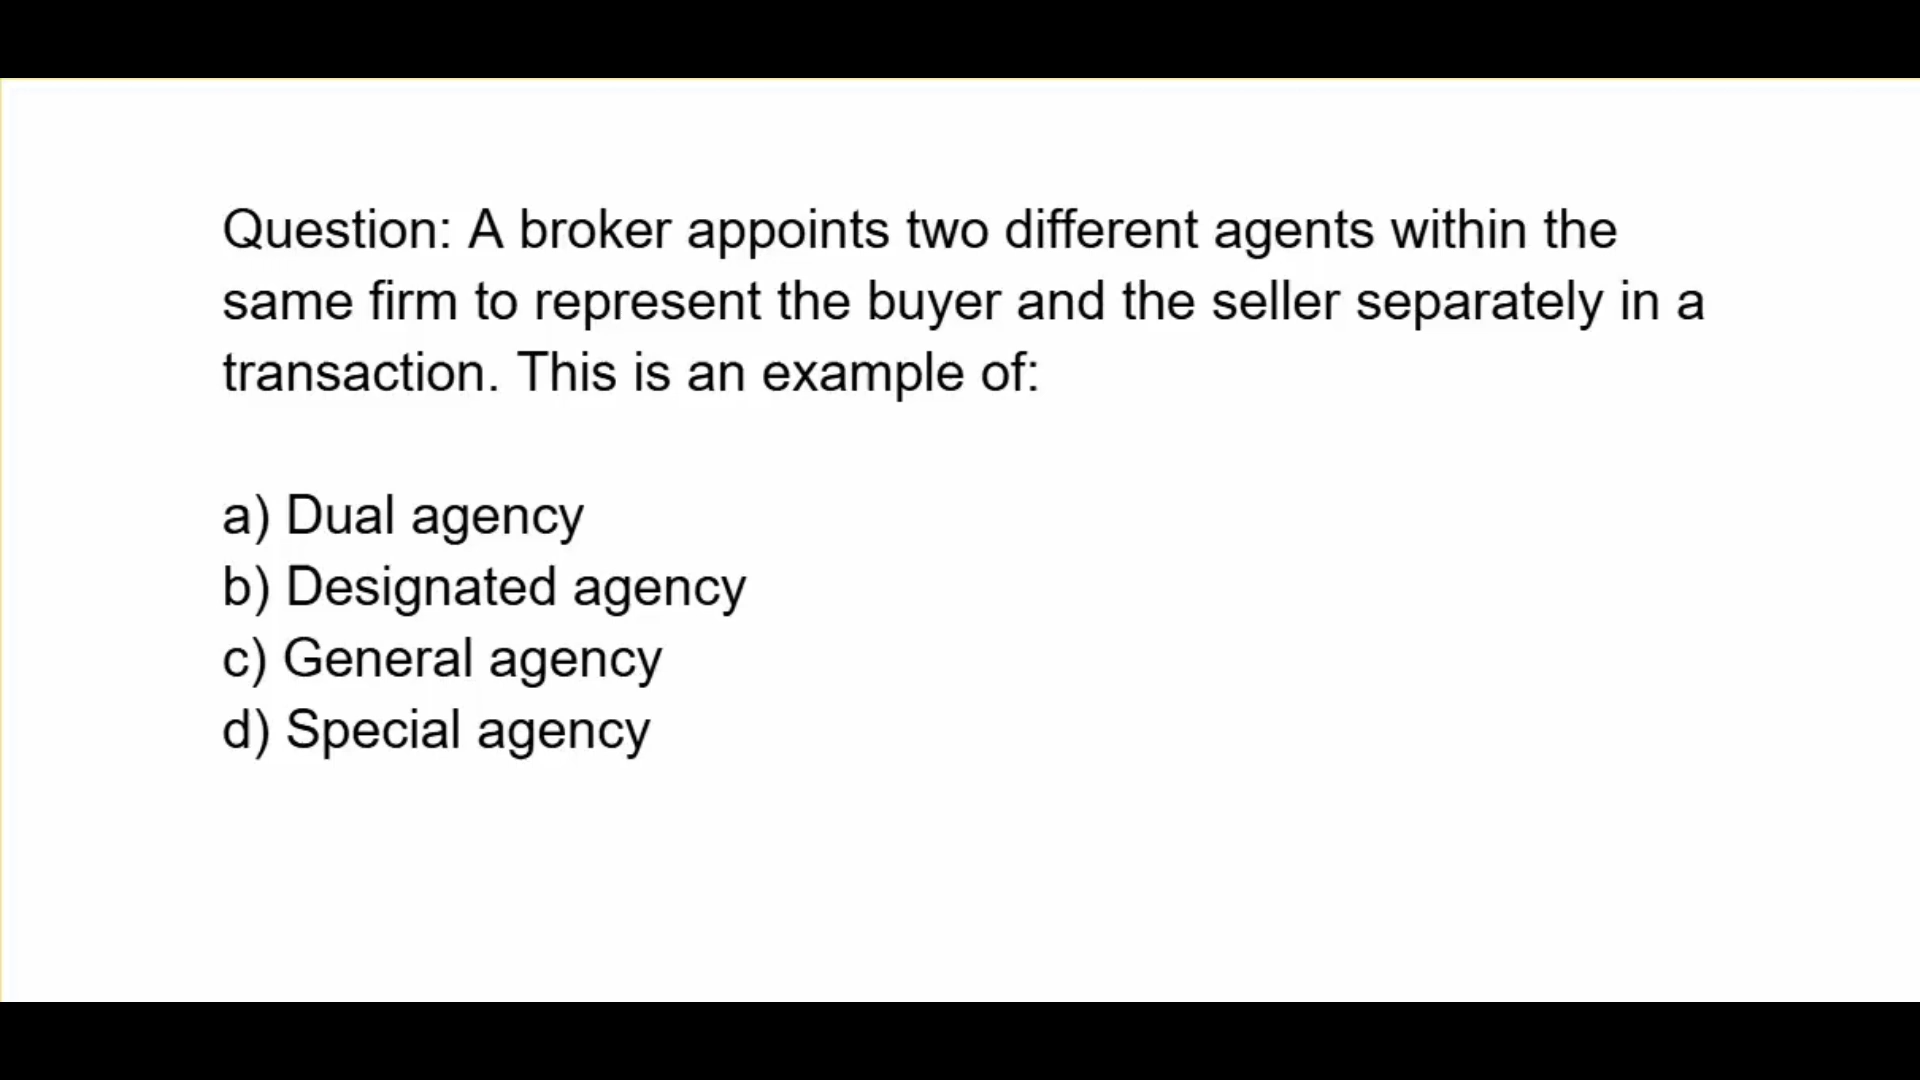 Question: A broker appoints two different agents within the
same firm to represent the buyer and the seller separately in a
transaction. This is an example of:
a) Dual agency
b) Designated agency
c) General agency
d) Special agency